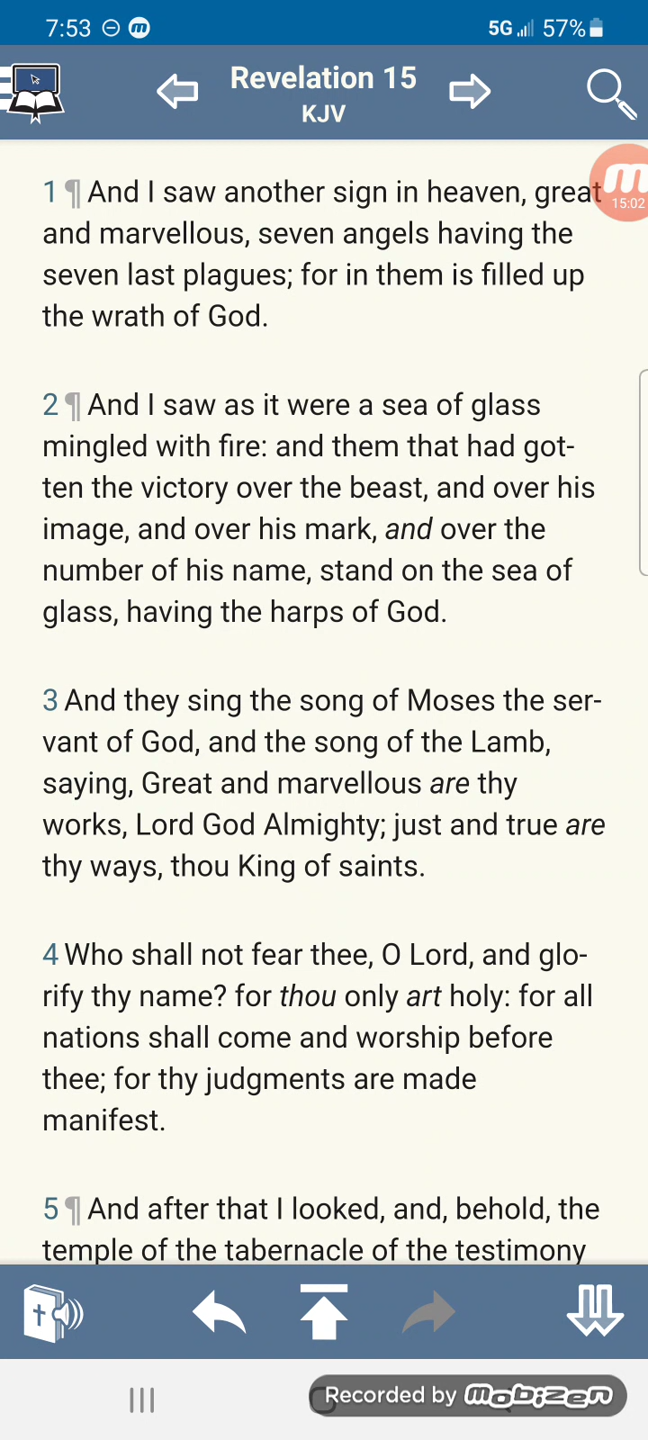 7:53
5G 57%
Revelation 15
KJV
15:02
1 ¶ And I saw another sign in heaven, great
and marvellous, seven angels having the
seven last plagues; for in them is filled up
the wrath of God.
2 ¶ And I saw as it were a sea of glass
mingled with fire: and them that had got-
ten the victory over the beast, and over his
image, and over his mark, and over the
number of his name, stand on the sea of
glass, having the harps of God.
3 And they sing the song of Moses the ser-
vant of God, and the song of the Lamb,
saying, Great and marvellous are thy
works, Lord God Almighty; just and true are
thy ways, thou King of saints.
4 Who shall not fear thee, O Lord, and glo-
rify thy name? for thou only art holy: for all
nations shall come and worship before
thee; for thy judgments are made
manifest.
5 ¶ And after that I looked, and, behold, the
temple of the tabernacle of the testimony
Recorded by mobizen